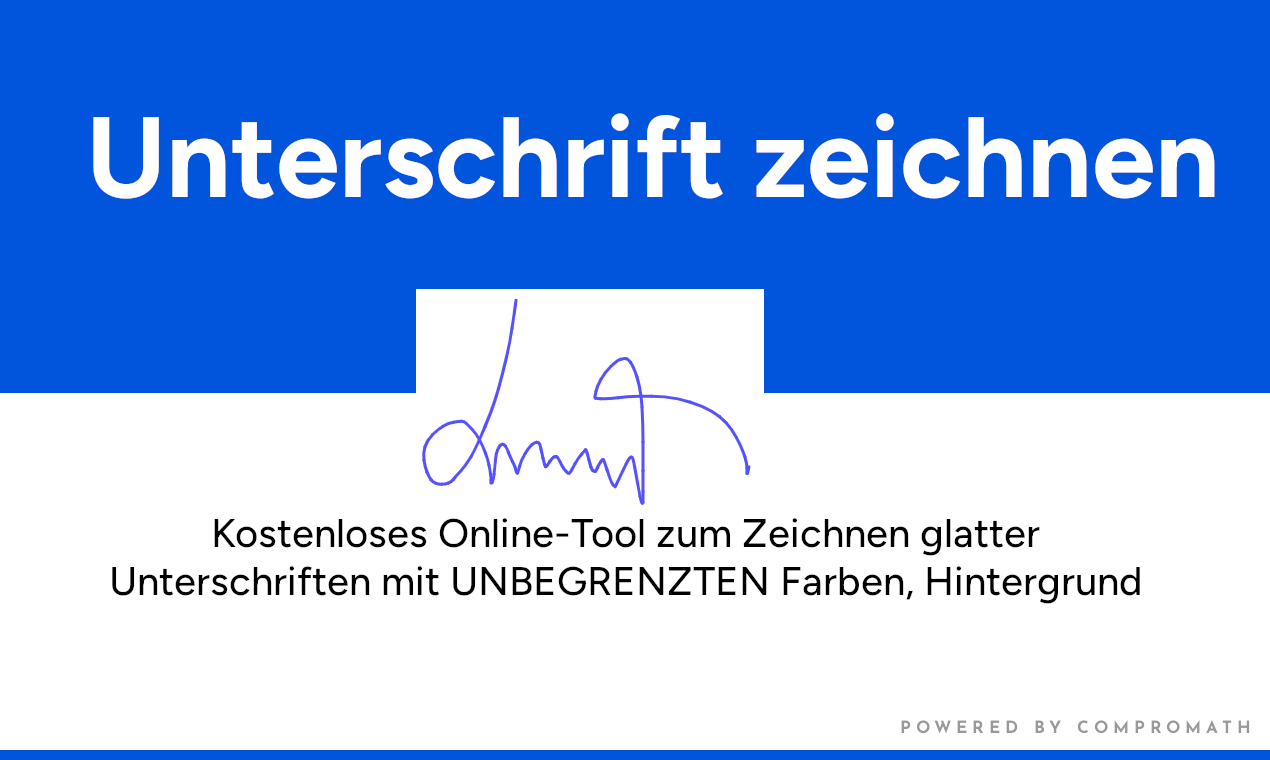 Unterschrift zeichnen
Kostenloses Online-Tool zum Zeichnen glatter
Unterschriften mit UNBEGRENZTEN Farben, Hintergrund
POWERED BY COMPROMATH